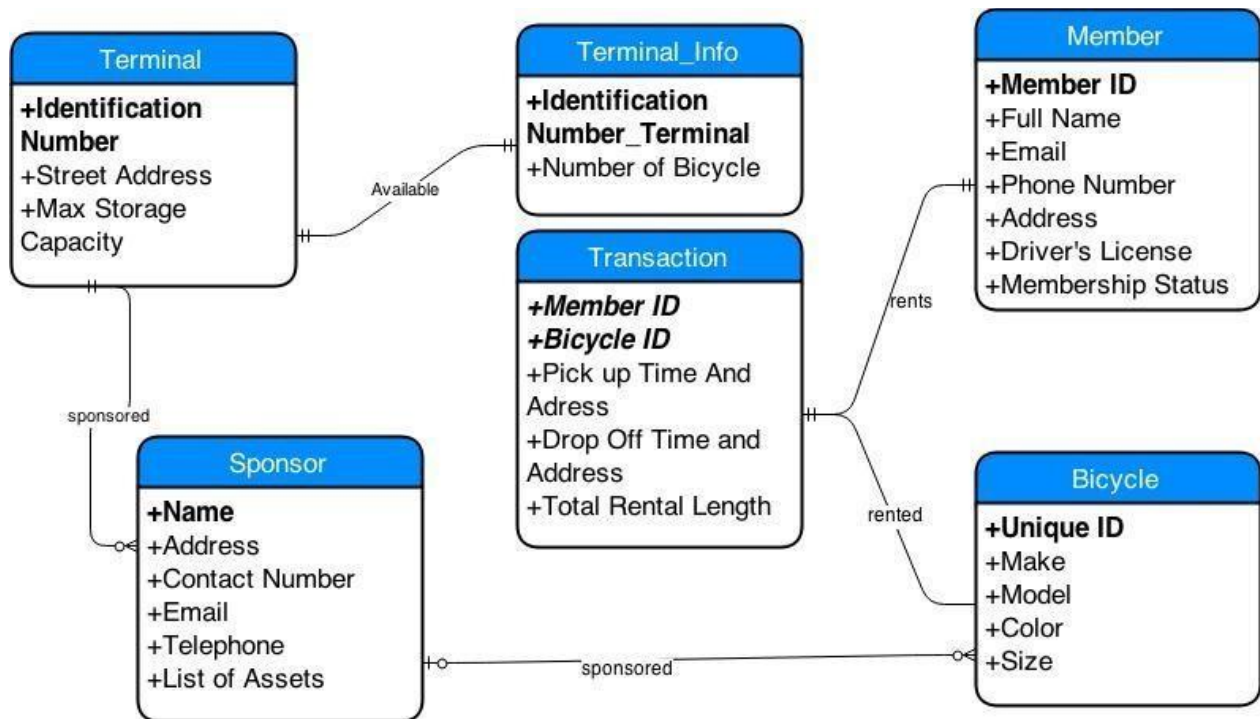 Terminal
+Identification
Number
+Street Address
+Max Storage
Capacity
Available
Terminal_Info
+Identification
Number_Terminal
+Number of Bicycle
Member
+Member ID
+Full Name
+Email
+Phone Number
+Address
+Driver's License
+Membership Status
Transaction
+Member ID
+Bicycle ID
+Pick up Time And
Adress
+Drop Off Time and
Address
+Total Rental Length
rents
rented
sponsored
Sponsor
+Name
+Address
+Contact Number
+Email
+Telephone
+List of Assets
sponsored
Bicycle
+Unique ID
+Make
+Model
+Color
+Size